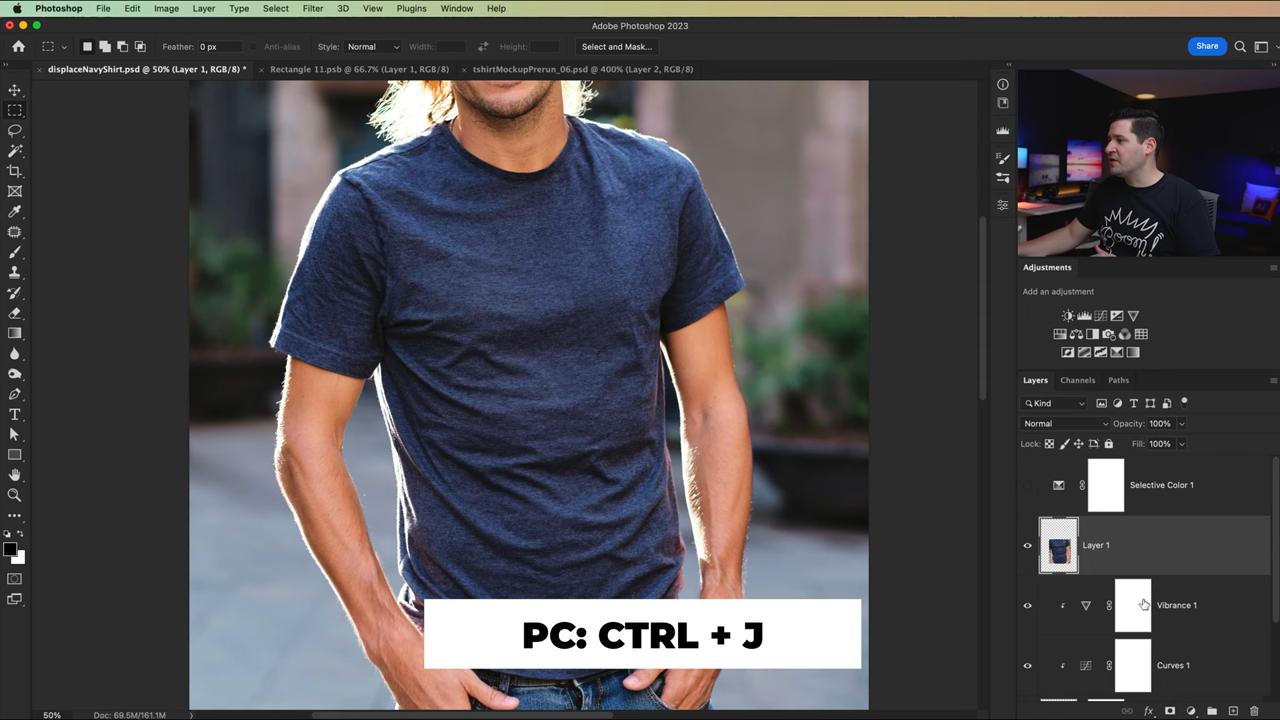 Photoshop File Edit Image Layer Type Select Filter 3D View Plugins Window Help
Adobe Photoshop 2023
Feather: 0 px Anti-alias Style: Normal Width: Height: Select and Mask... Share
displaceNavyShirt.psd @ 50% (Layer 1, RGB/8) * Rectangle 11.psb @ 66.7% (Layer 1, RGB/8) tshirtMockupPrerun_06.psd @ 400% (Layer 2, RGB/8)
Boom!
Adjustments
Add an adjustment
Layers Channels Paths
Kind
Normal Opacity: 100%
Lock: Fill: 100%
Selective Color 1
Layer 1
Vibrance 1
PC: CTRL + J
Curves 1
50% Doc: 69.5M/161.1M